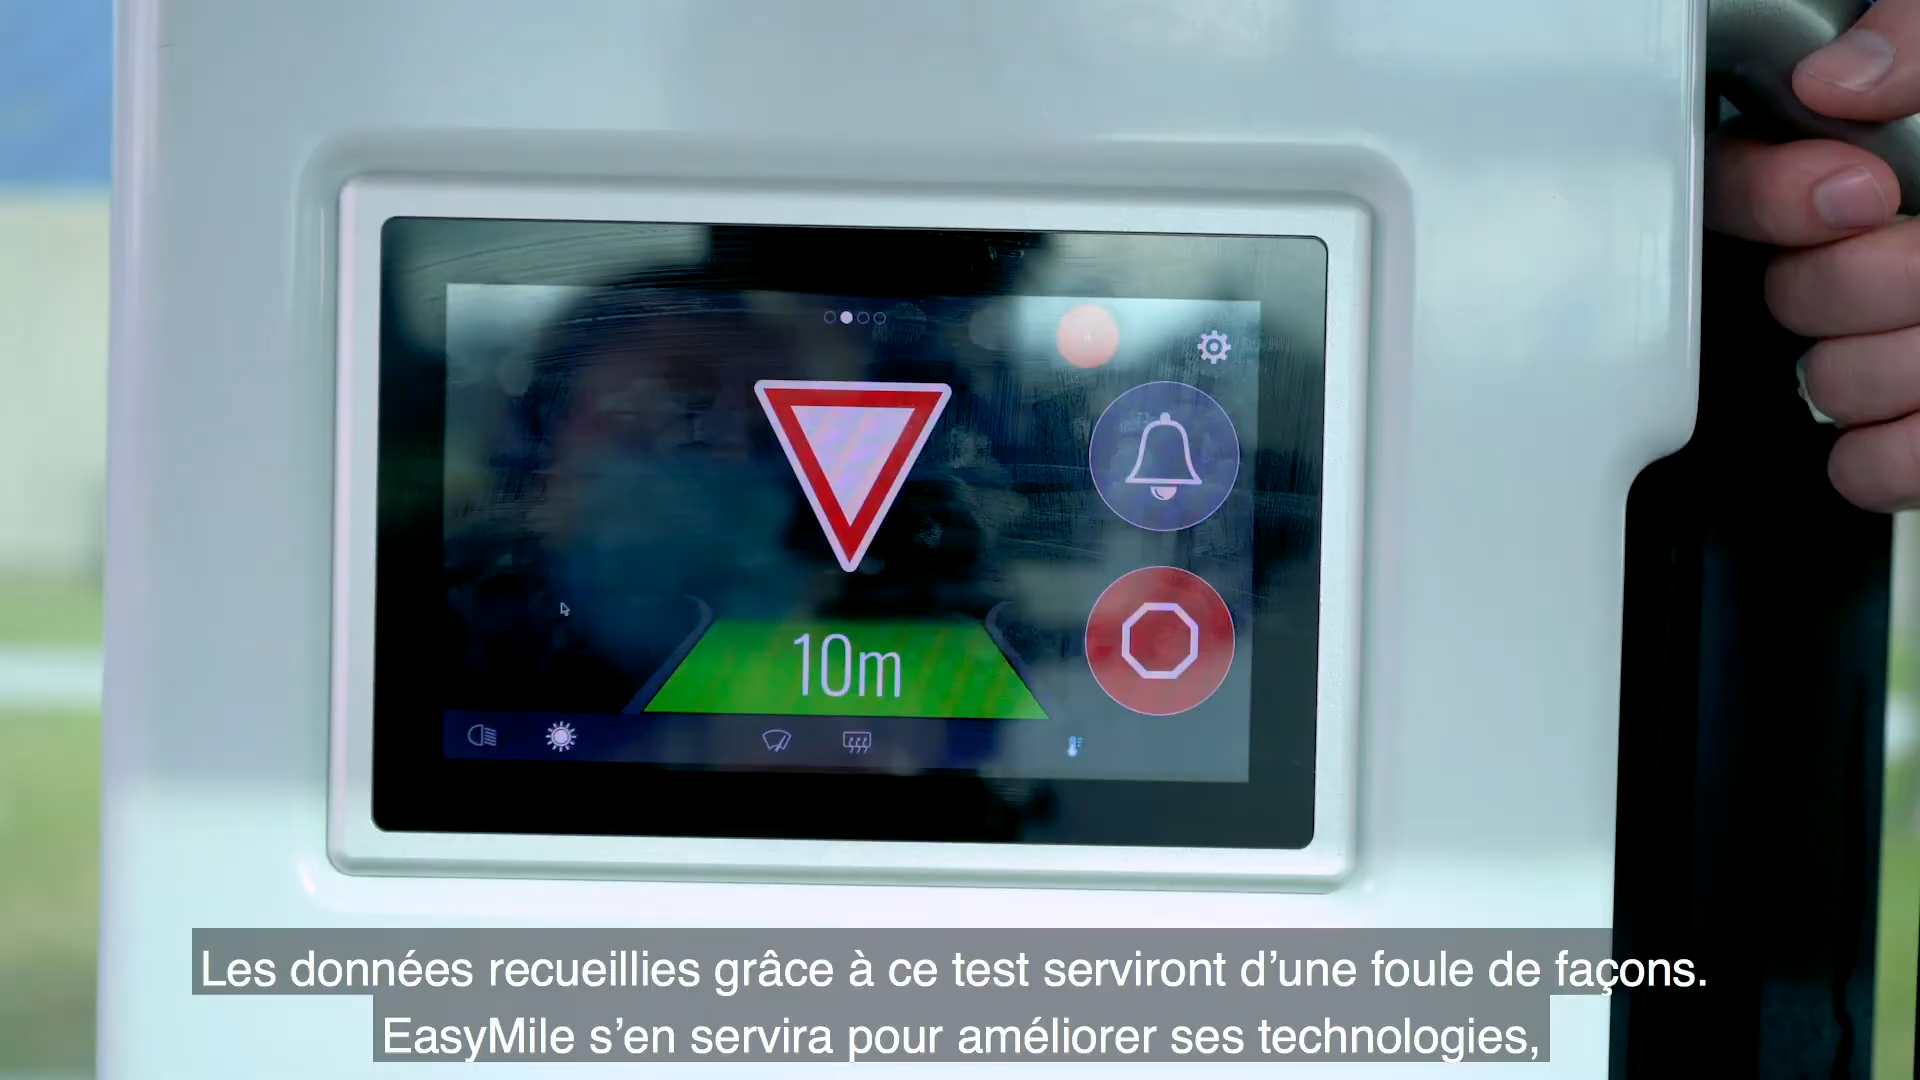 10m
Les données recueillies grâce à ce test serviront d’une foule de façons.
EasyMile s’en servira pour améliorer ses technologies,